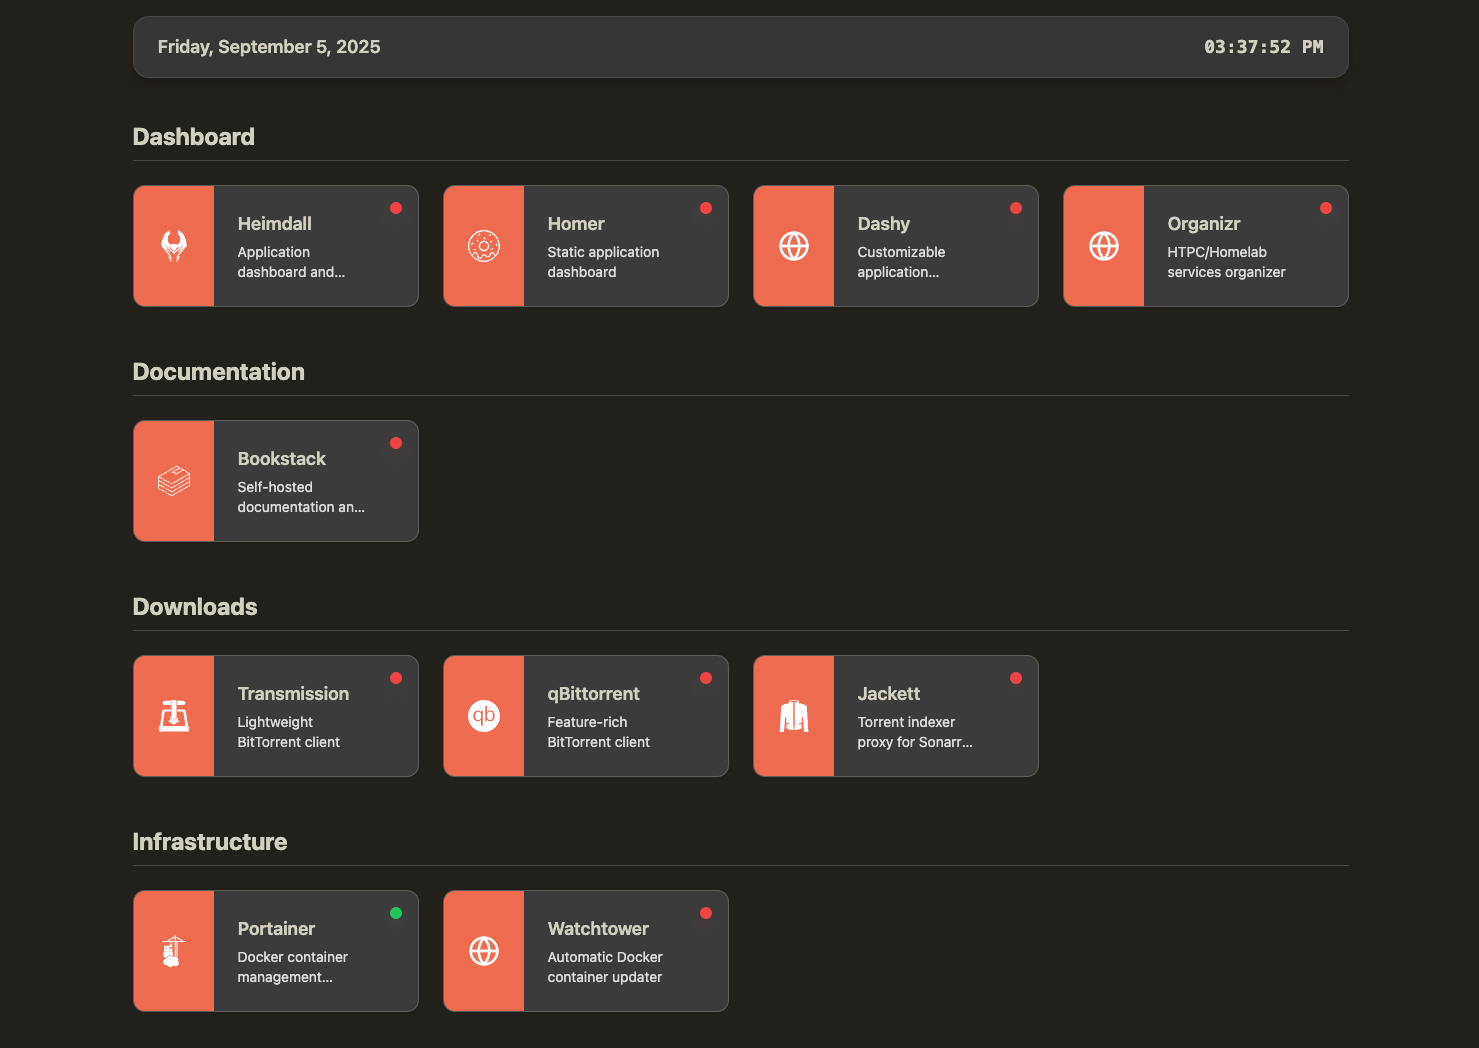 Friday, September 5, 2025
03:37:52 PM
Dashboard
Heimdall
Application
dashboard and...
Homer
Static application
dashboard
Dashy
Customizable
application...
Organizr
HTPC/Homelab
services organizer
Documentation
Bookstack
Self-hosted
documentation an...
Downloads
Transmission
Lightweight
BitTorrent client
qb
qBittorrent
Feature-rich
BitTorrent client
Jackett
Torrent indexer
proxy for Sonarr...
Infrastructure
Portainer
Docker container
management...
Watchtower
Automatic Docker
container updater